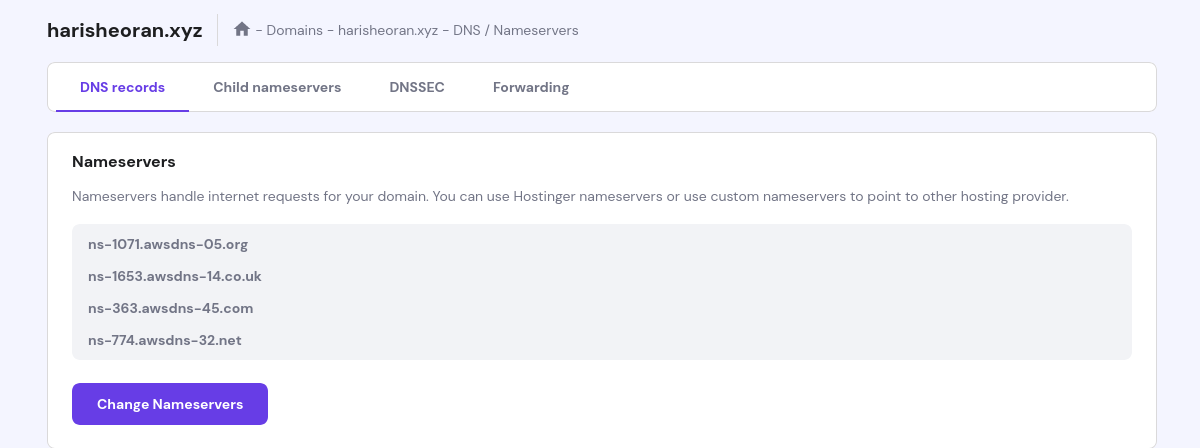 harisheoran.xyz
- Domains - harisheoran.xyz - DNS / Nameservers
DNS records Child nameservers DNSSEC Forwarding
Nameservers
Nameservers handle internet requests for your domain. You can use Hostinger nameservers or use custom nameservers to point to other hosting provider.
ns-1071.awsdns-05.org
ns-1653.awsdns-14.co.uk
ns-363.awsdns-45.com
ns-774.awsdns-32.net
Change Nameservers